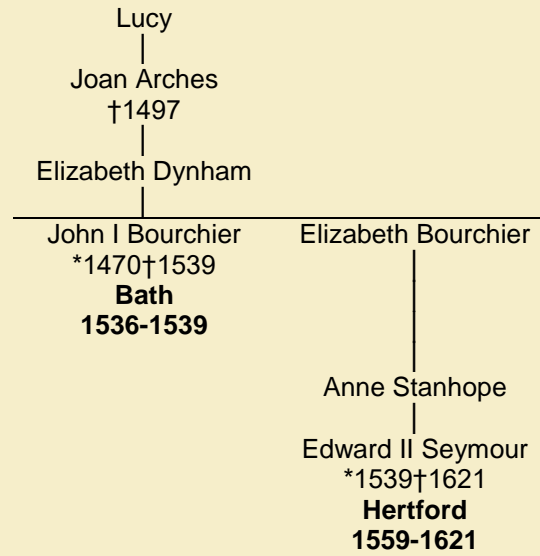 Lucy
Joan Arches
†1497
Elizabeth Dynham
John I Bourchier
*1470†1539
Bath
1536-1539
Elizabeth Bourchier
Anne Stanhope
Edward II Seymour
*1539†1621
Hertford
1559-1621